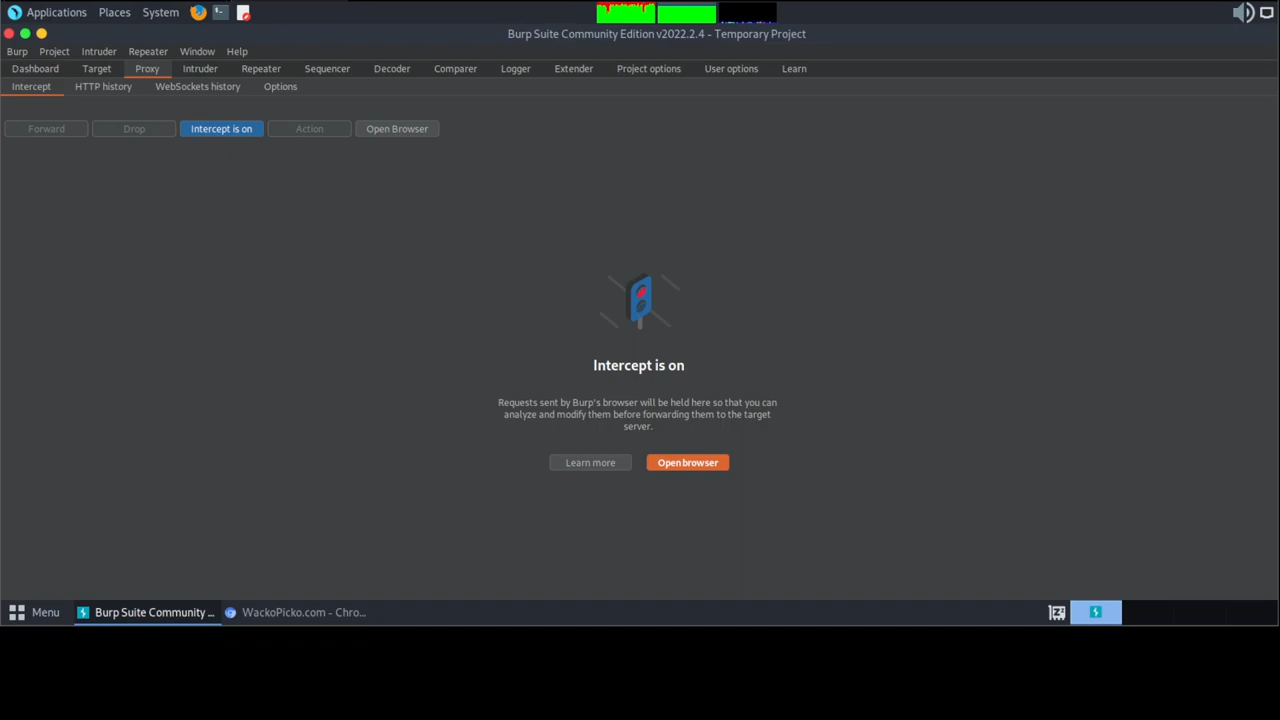 Applications Places System
Burp Suite Community Edition v2022.2.4 - Temporary Project
Burp Project Intruder Repeater Window Help
Dashboard Target Proxy Intruder Repeater Sequencer Decoder Comparer Logger Extender Project options User options Learn
Intercept HTTP history WebSockets history Options
Forward Drop Intercept is on Action Open Browser
Intercept is on
Requests sent by Burp's browser will be held here so that you can
analyze and modify them before forwarding them to the target
server.
Learn more Open browser
Menu Burp Suite Community ... WackoPicko.com - Chro...